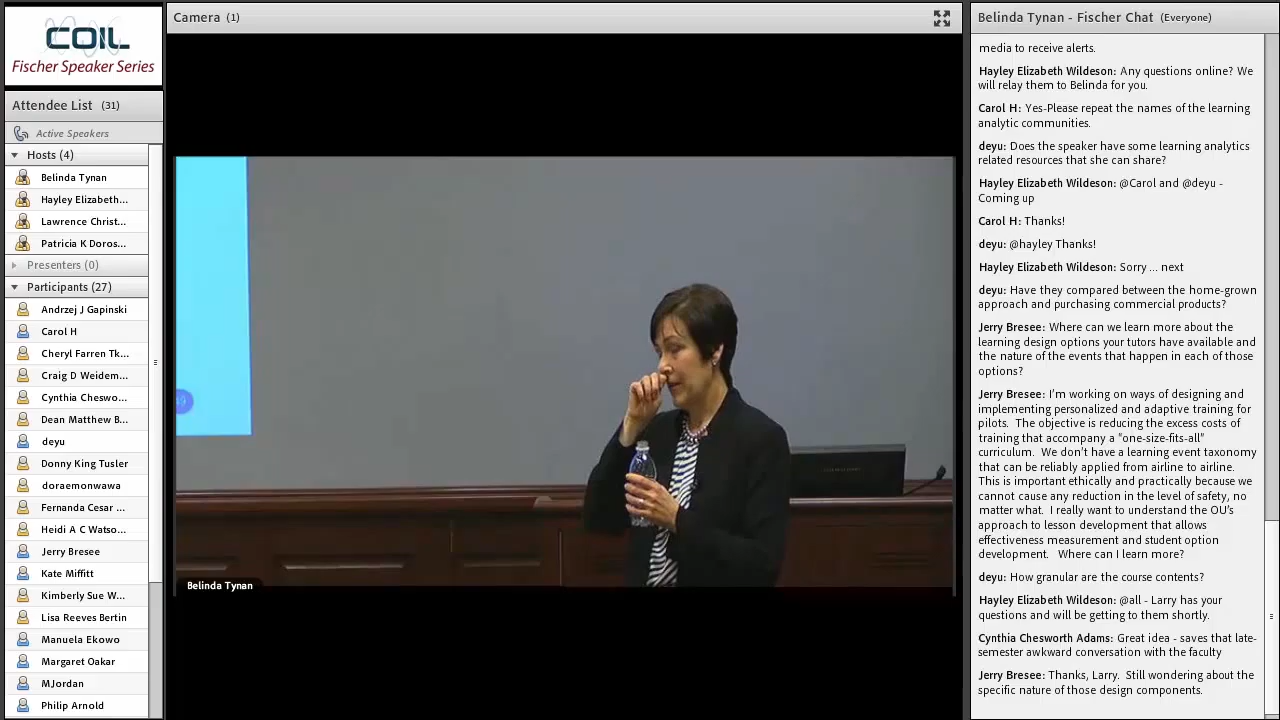 COIL
Fischer Speaker Series
Attendee List (31)
Active Speakers
Hosts (4)
Belinda Tynan
Hayley Elizabeth...
Lawrence Christ...
Patricia K Doros...
Presenters (0)
Participants (27)
Andrzej J Gapinski
Carol H
Cheryl Farren Tk...
Craig D Weidem...
Cynthia Cheswo...
Dean Matthew B...
deyu
Donny King Tusler
doraemonwawa
Fernanda Cesar ...
Heidi A C Watso...
Jerry Bresee
Kate Miffitt
Kimberly Sue W...
Lisa Reeves Bertin
Manuela Ekowo
Margaret Oakar
MJordan
Philip Arnold
Camera (1)
Belinda Tynan
Belinda Tynan - Fischer Chat (Everyone)
media to receive alerts.
Hayley Elizabeth Wildeson: Any questions online? We
will relay them to Belinda for you.
Carol H: Yes-Please repeat the names of the learning
analytic communities.
deyu: Does the speaker have some learning analytics
related resources that she can share?
Hayley Elizabeth Wildeson: @Carol and @deyu -
Coming up
Carol H: Thanks!
deyu: @hayley Thanks!
Hayley Elizabeth Wildeson: Sorry ... next
deyu: Have they compared between the home-grown
approach and purchasing commercial products?
Jerry Bresee: Where can we learn more about the
learning design options your tutors have available and
the nature of the events that happen in each of those
options?
Jerry Bresee: I'm working on ways of designing and
implementing personalized and adaptive training for
pilots. The objective is reducing the excess costs of
training that accompany a "one-size-fits-all"
curriculum. We don't have a learning event taxonomy
that can be reliably applied from airline to airline.
This is important ethically and practically because we
cannot cause any reduction in the level of safety, no
matter what. I really want to understand the OU's
approach to lesson development that allows
effectiveness measurement and student option
development. Where can I learn more?
deyu: How granular are the course contents?
Hayley Elizabeth Wildeson: @all - Larry has your
questions and will be getting to them shortly.
Cynthia Chesworth Adams: Great idea - saves that late-
semester awkward conversation with the faculty
Jerry Bresee: Thanks, Larry. Still wondering about the
specific nature of those design components.